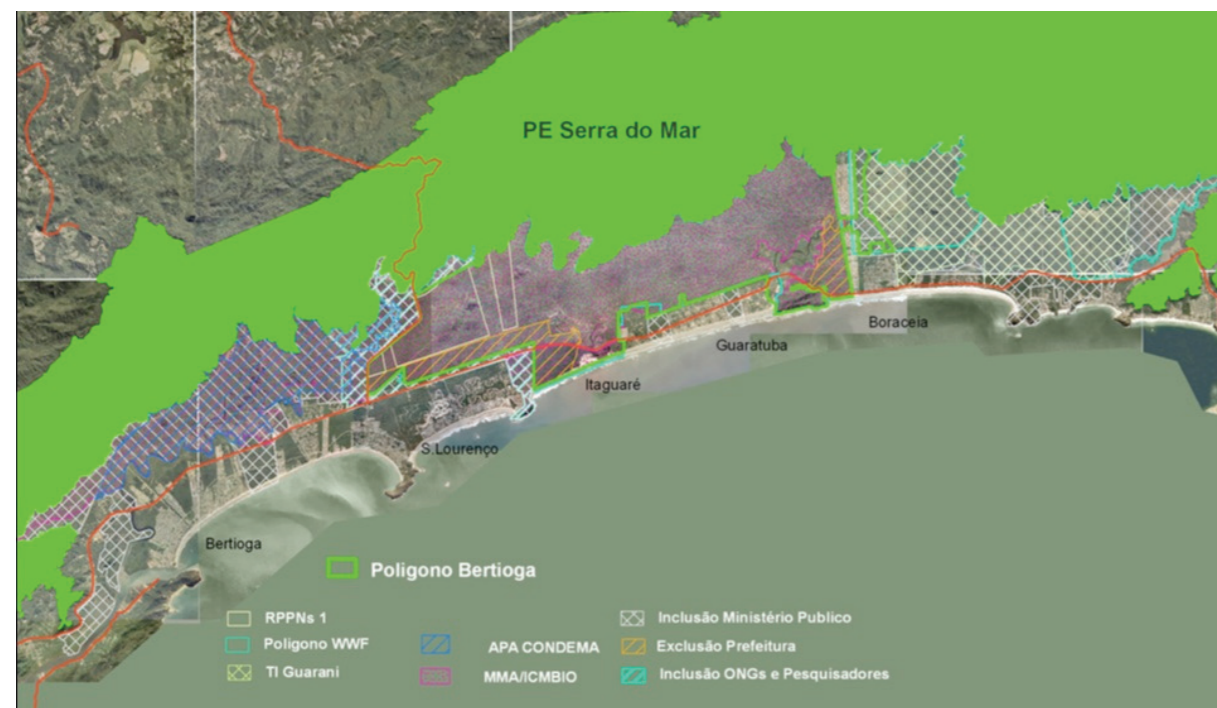 PE Serra do Mar
Boraceia
Guaratuba
Itaguaré
S.Lourenço
Bertioga
Poligono Bertioga
RPPNs 1
Poligono WWF
TI Guarani
APA CONDEMA
MMA/ICMBIO
Inclusão Ministério Publico
Exclusão Prefeitura
Inclusão ONGs e Pesquisadores